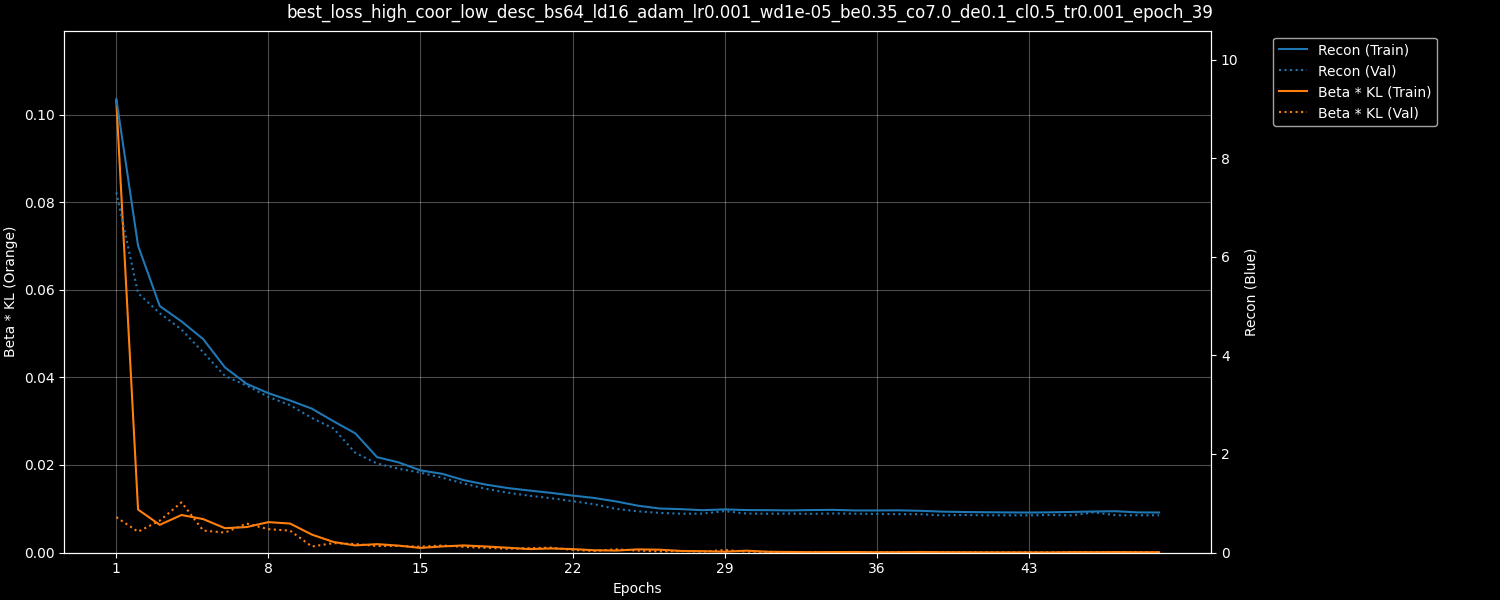 best_loss_high_coor_low_desc_bs64_ld16_adam_lr0.001_wd1e-05_be0.35_co7.0_de0.1_cl0.5_tr0.001_epoch_39
Beta * KL (Orange)
0.10
0.08
0.06
0.04
0.02
0.00
1
8
15
22
29
36
43
Epochs
10
8
6
4
2
0
Recon (Blue)
Recon (Train)
Recon (Val)
Beta * KL (Train)
Beta * KL (Val)